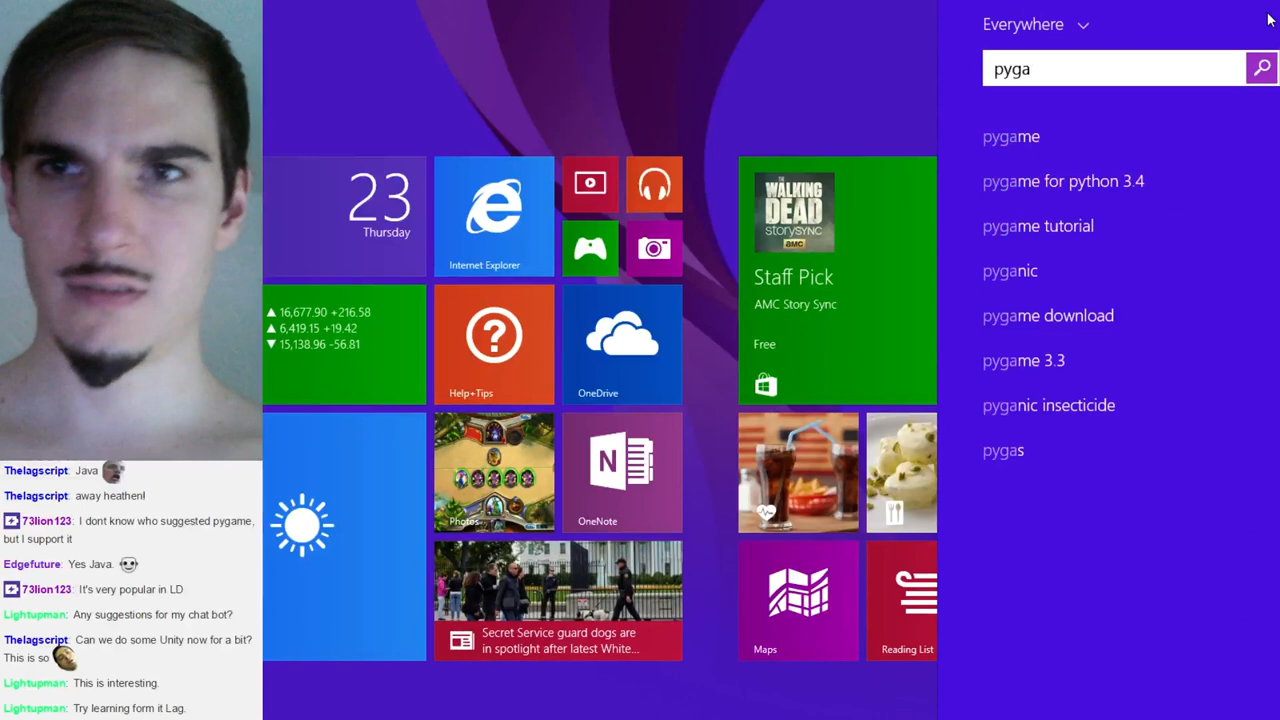 Everywhere
pyga
pygame
pygame for python 3.4
pygame tutorial
pyganic
pygame download
pygame 3.3
pyganic insecticide
pygas
23
Thursday
Internet Explorer
▲ 16,677.90 +216.58
▲ 6,419.15 +19.42
▼ 15,138.96 -56.81
Help+Tips
OneDrive
THE
WALKING
DEAD
STORYSYNC
AMC
Staff Pick
AMC Story Sync
Free
Photos
N
OneNote
Secret Service guard dogs are
in spotlight after latest White...
Maps
Reading List
Thelagscript: Java
Thelagscript: away heathen!
73lion123: I dont know who suggested pygame,
but I support it
Edgefuture: Yes Java.
73lion123: It's very popular in LD
Lightupman: Any suggestions for my chat bot?
Thelagscript: Can we do some Unity now for a bit?
This is so
Lightupman: This is interesting.
Lightupman: Try learning form it Lag.